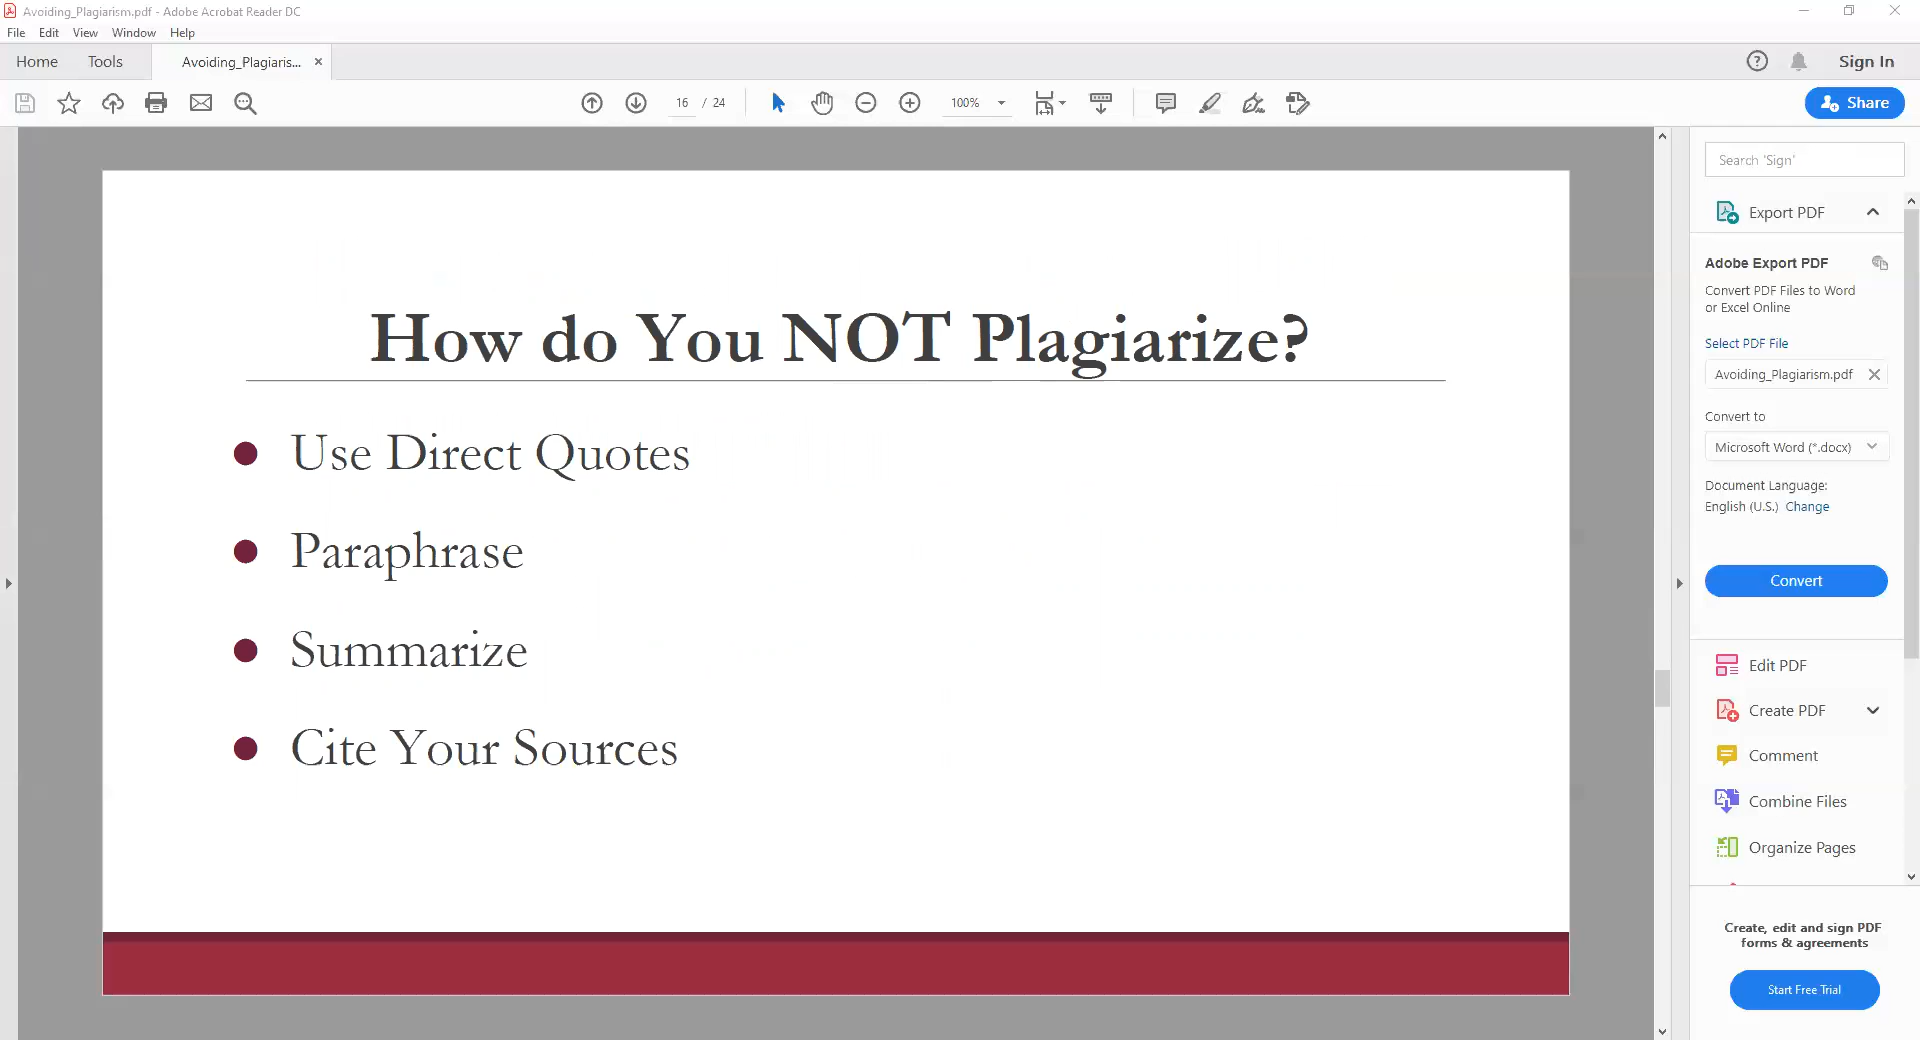 Avoiding_Plagiarism.pdf - Adobe Acrobat Reader DC
File Edit View Window Help
Home Tools Avoiding_Plagiaris... × Sign In
16 / 24 100% Share
Search 'Sign'
Export PDF
Adobe Export PDF
Convert PDF Files to Word
or Excel Online
Select PDF File
Avoiding_Plagiarism.pdf
Convert to
Microsoft Word (*.docx)
Document Language:
English (U.S.) Change
Convert
Edit PDF
Create PDF
Comment
Combine Files
Organize Pages
Create, edit and sign PDF
forms & agreements
Start Free Trial
How do You NOT Plagiarize?
● Use Direct Quotes
● Paraphrase
● Summarize
● Cite Your Sources